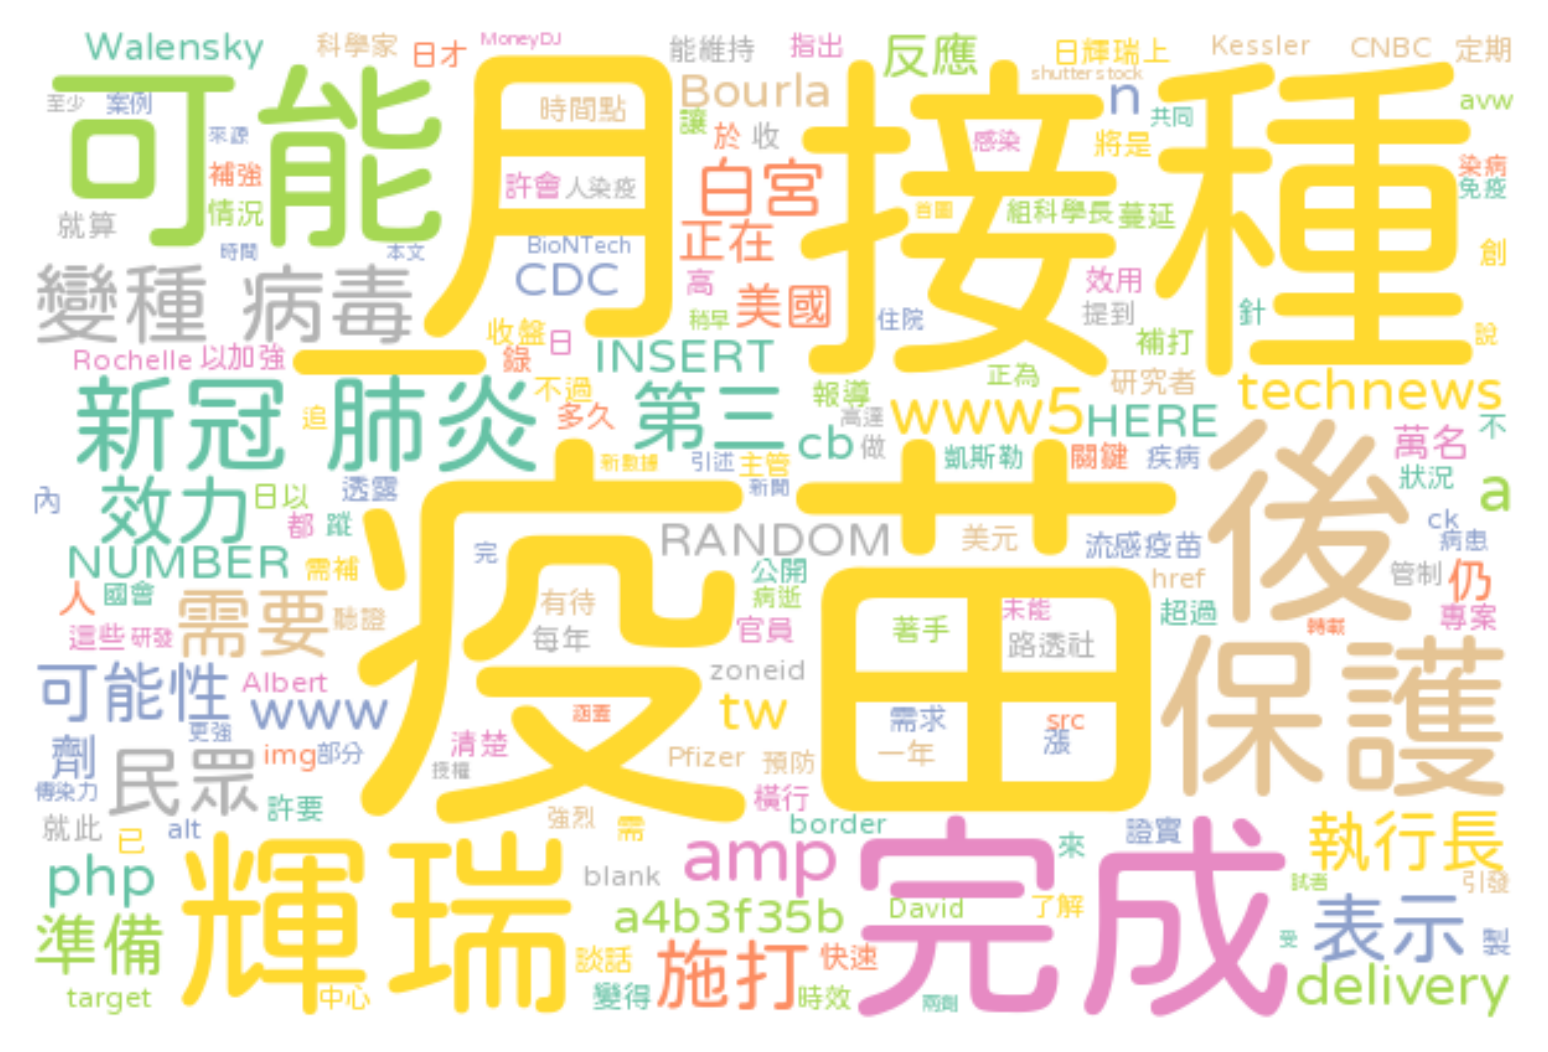 Walensky 科學家 日才 MoneyDJ 能維持 指出 反應 日輝瑞上 Kessler CNBC 定期
可能 月 接種 shutterstock
至少 案例 時間點 Bourla n avw
來源 讓 於 收 共同
補強 感染 將是 染病
情況 許會 人染疫 白宮 免疫
就算 首圖 組科學長 蔓延
時間 本文 BioNTech 正在 創
變種 病毒 CDC 高 效用
收盤 稍早 美國 住院 提到 針 說
Rochelle 以加強 一 錄 日 INSERT 補打
新冠 肺炎 不過 第三 報導 正為 研究者 technews
追 多久 高達 www5 HERE 不
cb 做 萬名
新數據 引述 主管 凱斯勒 關鍵 疾病
內 效力 日以 透露 新聞 狀況 a
都 蹤 疫苗 後
NUMBER 需補 完 RANDOM 美元 流感疫苗 ck 病患
人 國會 公開 href 管制 仍
需要 聽證 有待 病逝 未能 超過 專案
這些 研發 每年 官員 著手 路透社 轉載
可能性 Albert zoneid 保護
www 涵蓋 tw 需求 src
更強 漲
劑 img 部分 清楚 Pfizer 預防 一年
民眾 授權
傳染力 許要 橫行
就此 已 alt 強烈 需 border 證實 執行長
輝瑞 amp 完成 來
php blank 試者 引發
a4b3f35b David 了解
準備 表示
談話 施打 快速 受 製
target 中心 變得 時效 兩劑 delivery